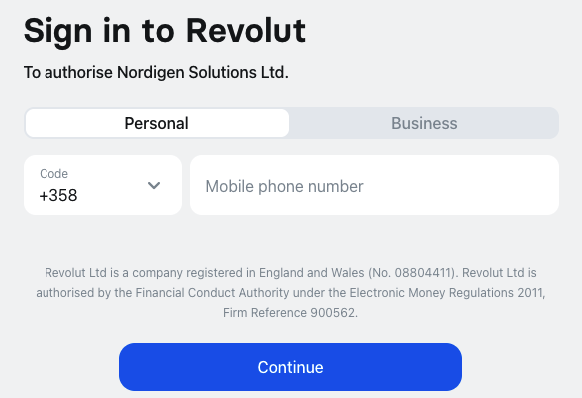 Sign in to Revolut
To authorise Nordigen Solutions Ltd.
Personal
Business
Code
+358
Mobile phone number
Revolut Ltd is a company registered in England and Wales (No. 08804411). Revolut Ltd is
authorised by the Financial Conduct Authority under the Electronic Money Regulations 2011,
Firm Reference 900562.
Continue